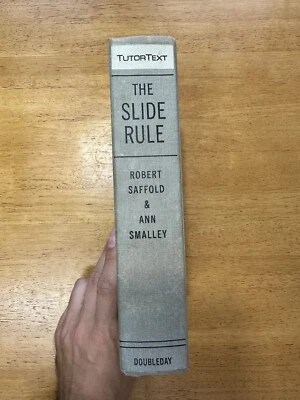 TUTORTEXT
THE
SLIDE
RULE
ROBERT
SAFFOLD
&
ANN
SMALLEY
DOUBLEDAY